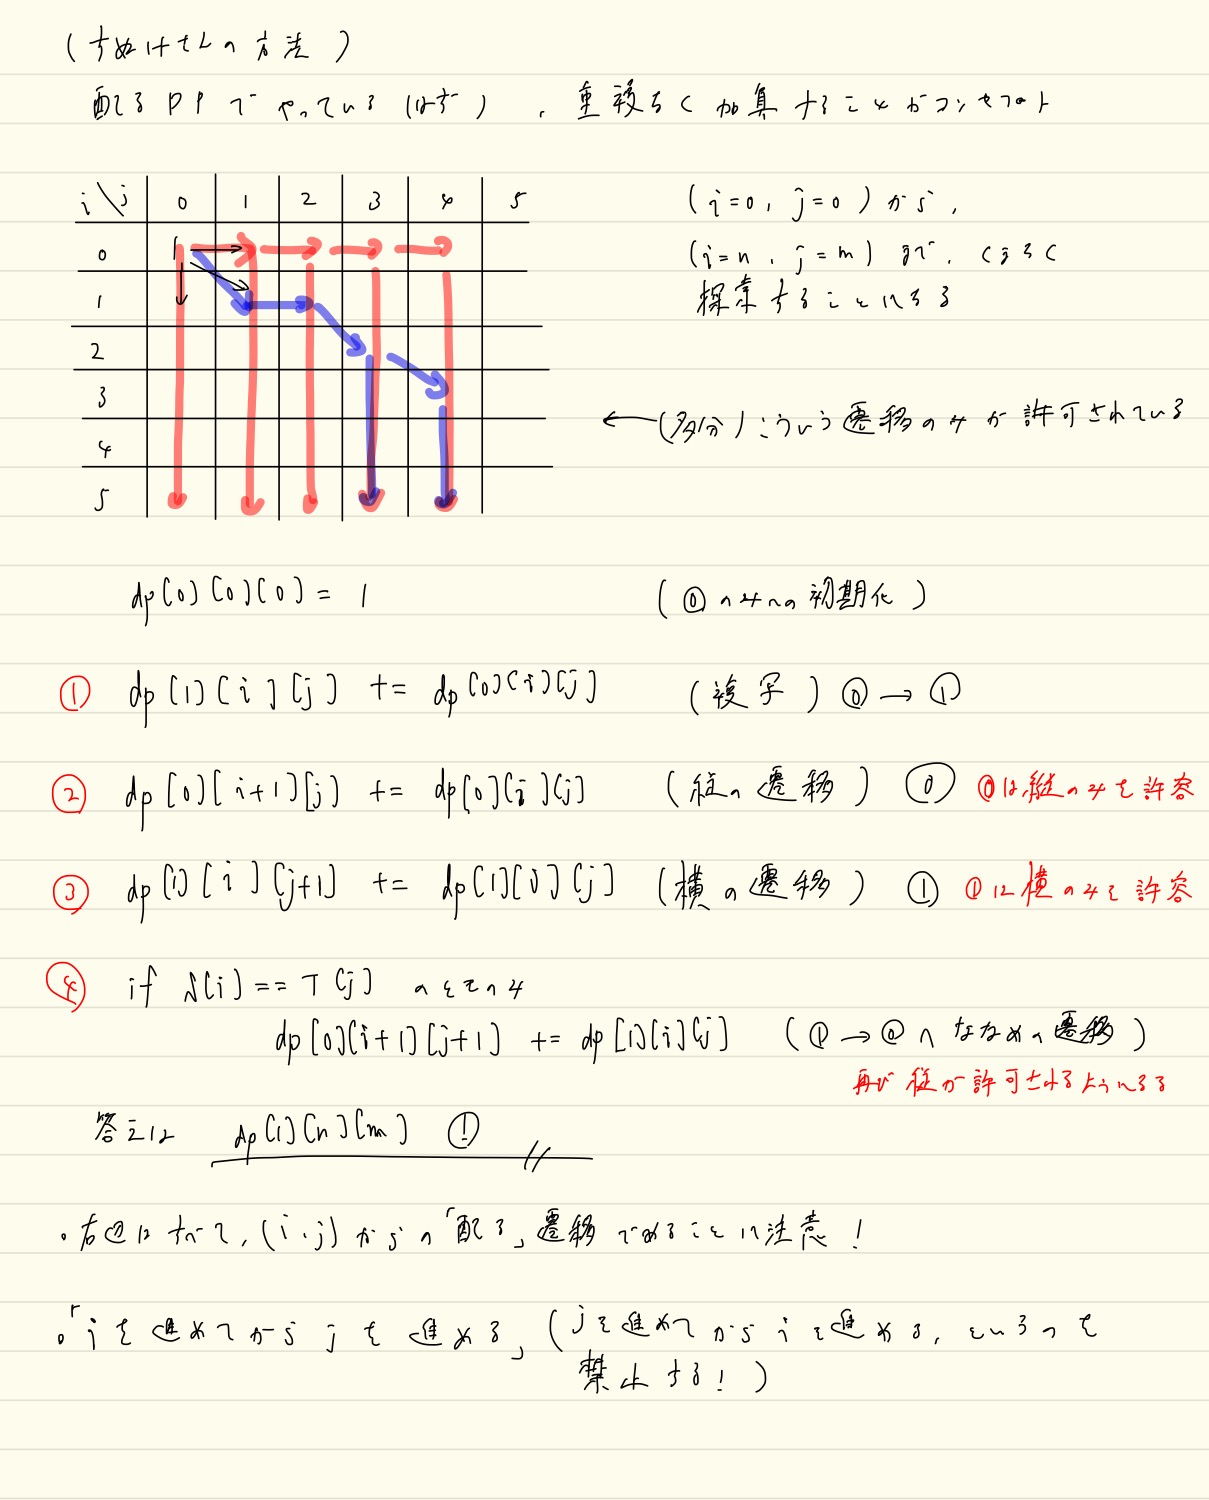 (すぬけさんの方法)
配るDPでやっている(はず)、重複なく加算することがコンセプト
i\j 0 1 2 3 4 5
0 1
1
2
3
4
5
(i=0, j=0)から,
(i=n, j=m)まで,くまなく
探索することになる
←(多分)こういう遷移のみが許可されている
dp[0][0][0] = 1 (⓪のみへの初期化)
① dp[1][i][j] += dp[0][i][j] (複写) ⓪→①
② dp[0][i+1][j] += dp[0][i][j] (縦の遷移) ⓪ ⓪は縦のみを許容
③ dp[1][i][j+1] += dp[1][i][j] (横の遷移) ① ①は横のみを許容
④ if S[i] == T[j] のときのみ
dp[0][i+1][j+1] += dp[1][i][j] (①→⓪へななめの遷移)
再び縦が許可されるようになる
答えは dp[1][n][m] ①
・右辺はすべて,(i,j)からの「配る」遷移であることに注意!
・「iを進めてからjを進める」(jを進めてからiを進める,というのを
禁止する!)